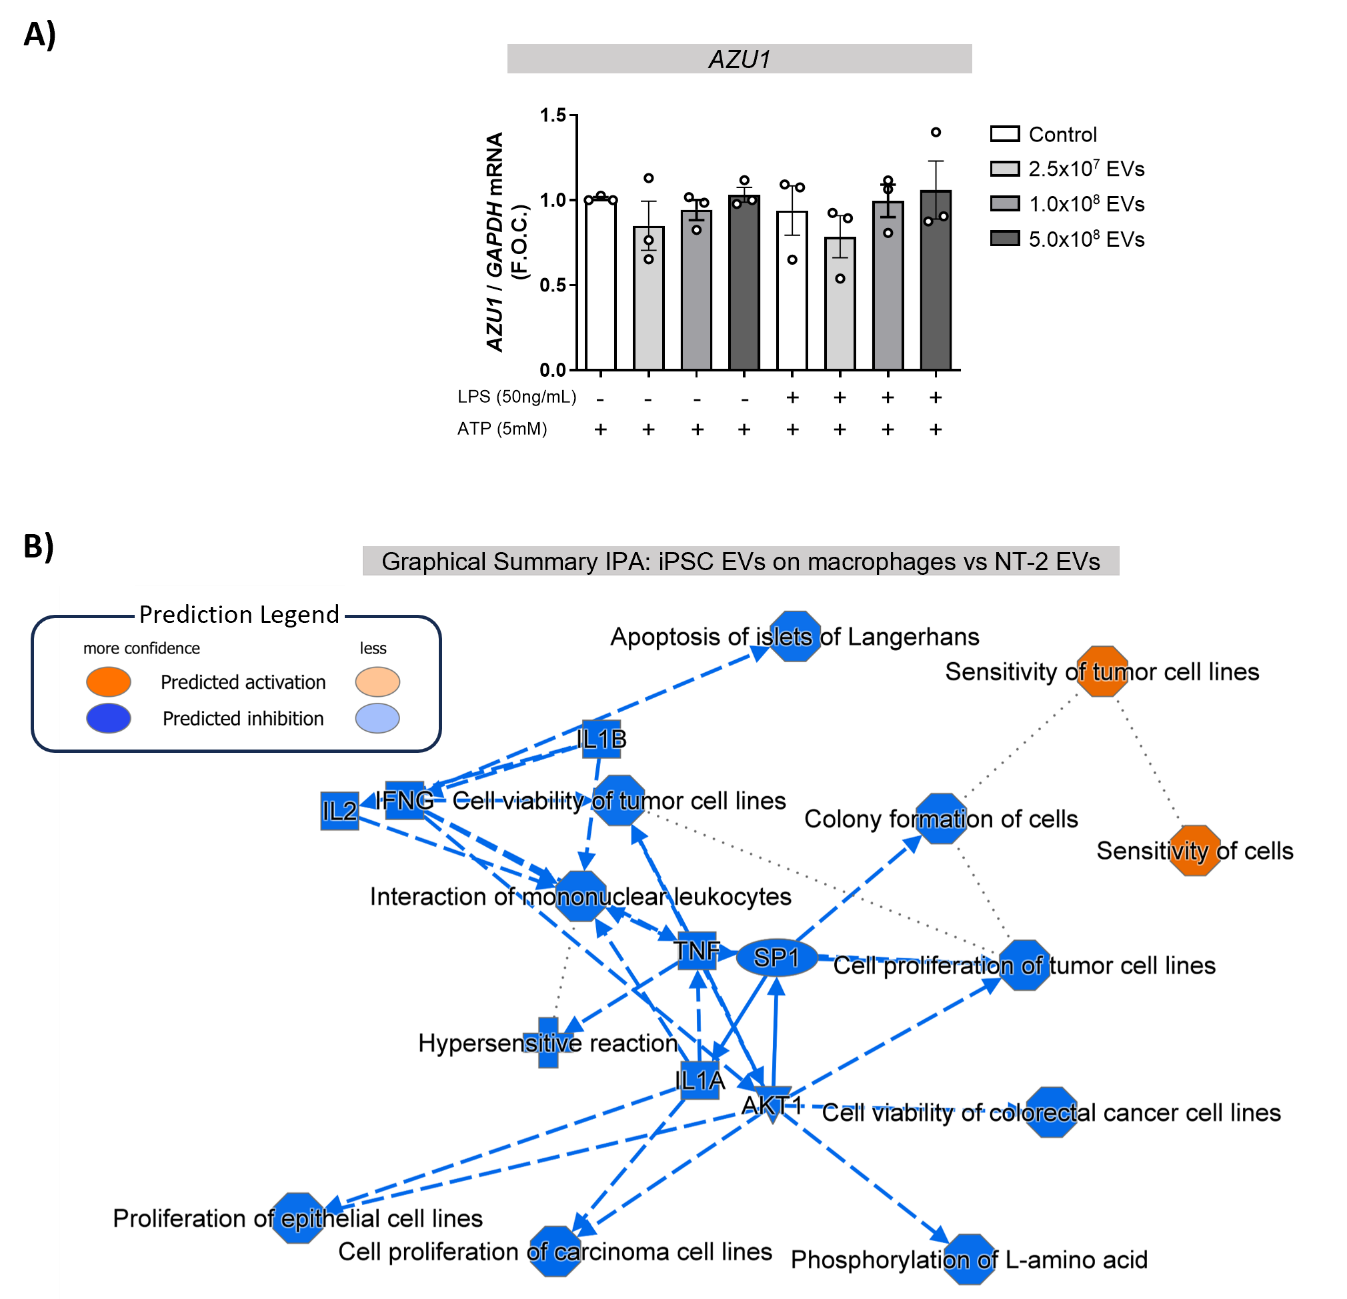 A)
AZU1
AZU1 / GAPDH mRNA
(F.O.C.)
1.5
1.0
0.5
0.0
Control
2.5x10⁷ EVs
1.0x10⁸ EVs
5.0x10⁸ EVs
LPS (50ng/mL) - - - - + + + +
ATP (5mM) + + + + + + + +
B)
Graphical Summary IPA: iPSC EVs on macrophages vs NT-2 EVs
Prediction Legend
more confidence less
Predicted activation
Predicted inhibition
Apoptosis of islets of Langerhans
Sensitivity of tumor cell lines
IL1B
IL2
IFNG
Cell viability of tumor cell lines
Colony formation of cells
Sensitivity of cells
Interaction of mononuclear leukocytes
TNF
SP1
Cell proliferation of tumor cell lines
Hypersensitive reaction
IL1A
AKT1
Cell viability of colorectal cancer cell lines
Proliferation of epithelial cell lines
Cell proliferation of carcinoma cell lines
Phosphorylation of L-amino acid